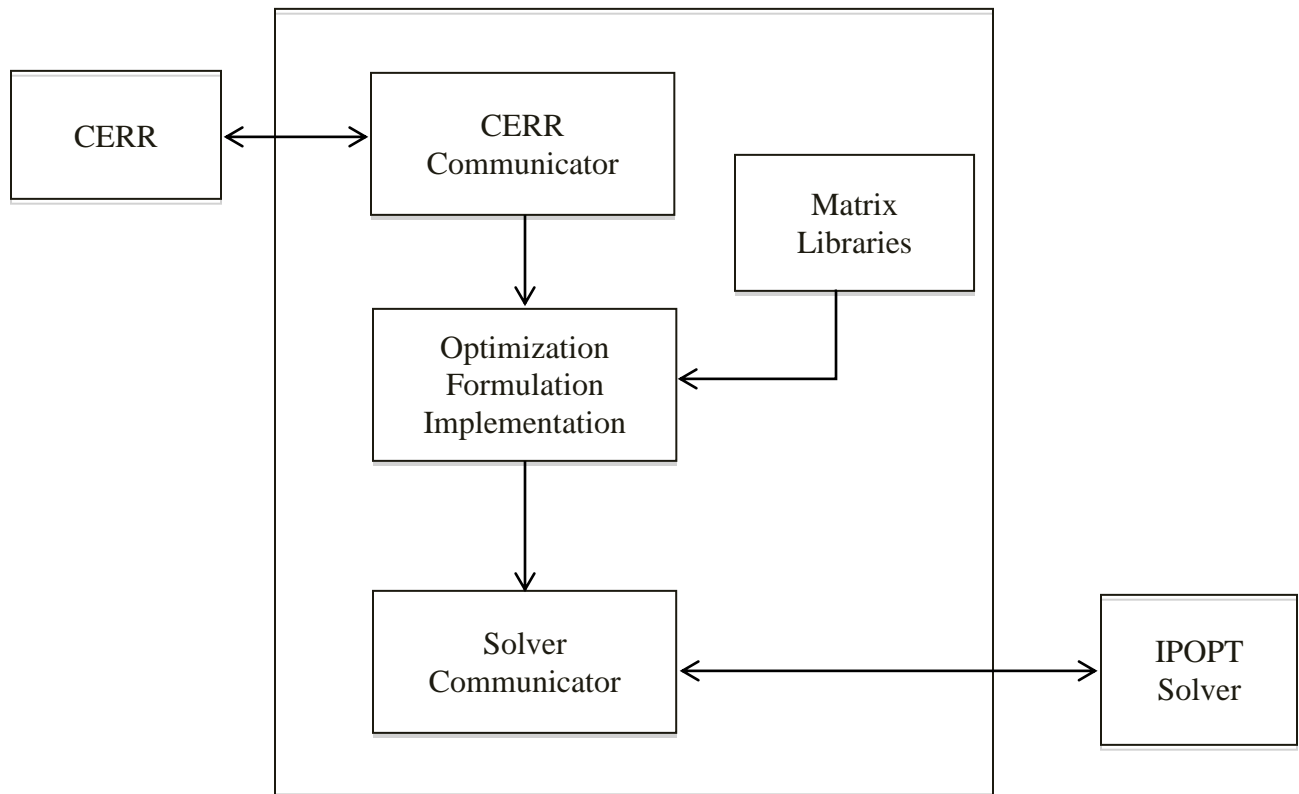 CERR
CERR
Communicator
Matrix
Libraries
Optimization
Formulation
Implementation
Solver
Communicator
IPOPT
Solver